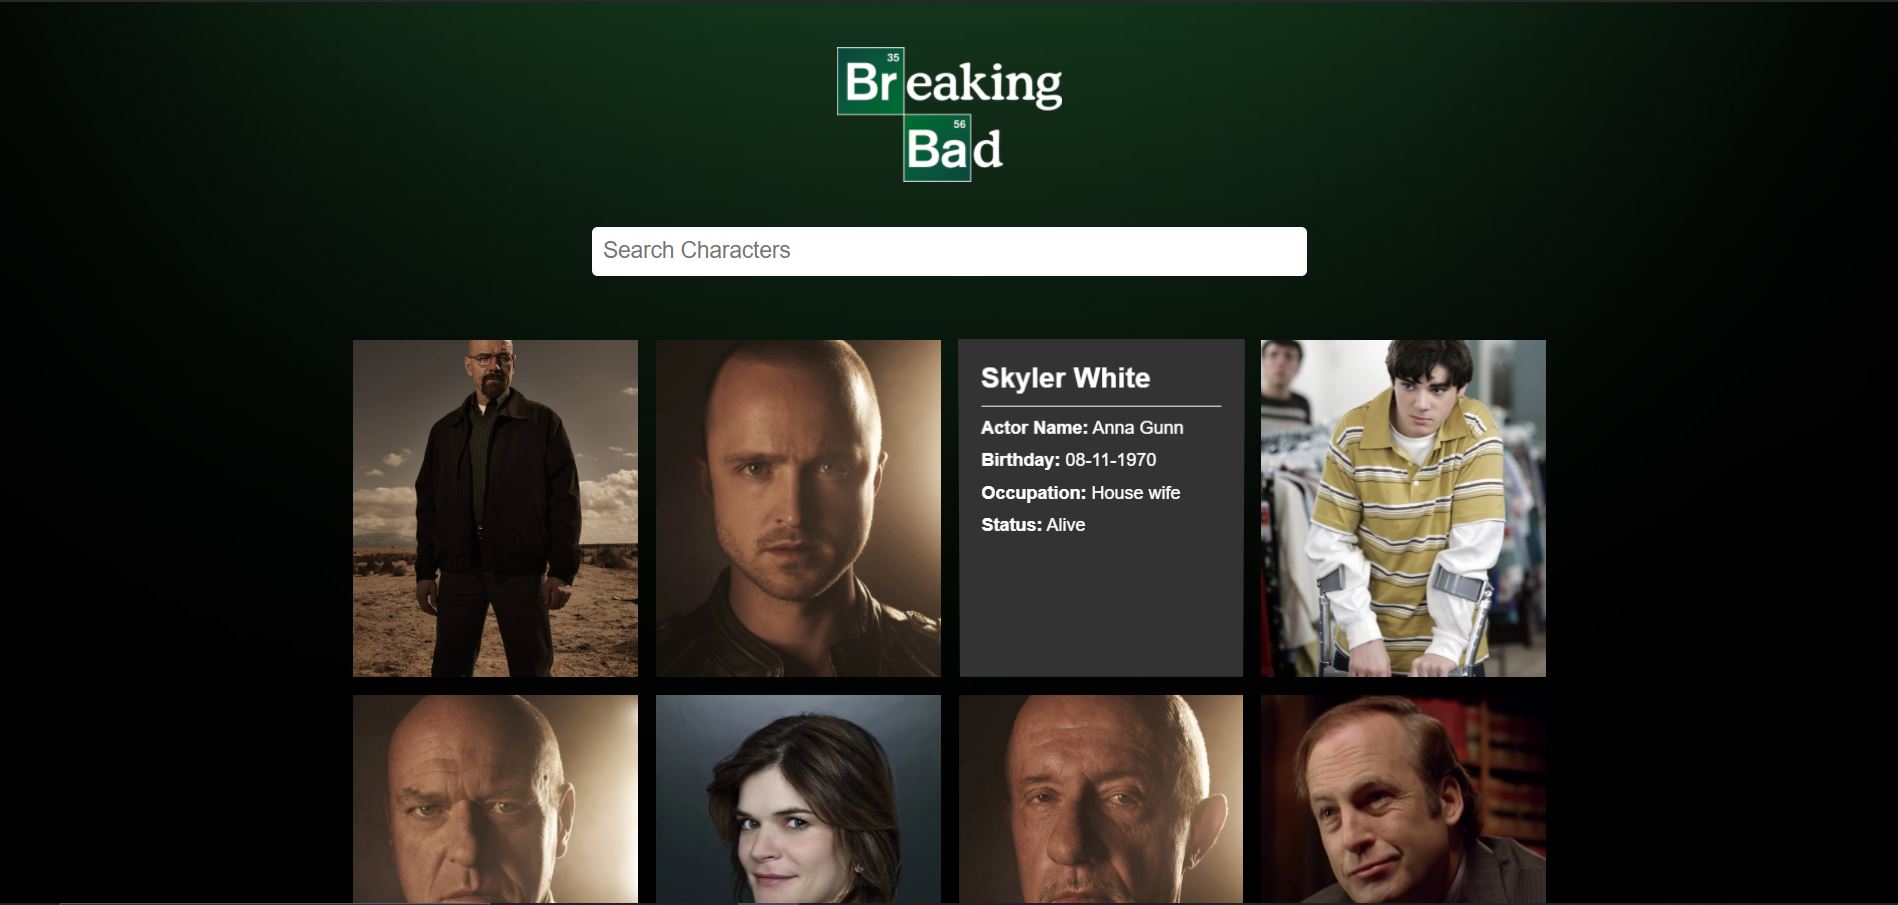 35
Breaking
56
Bad
Search Characters
Skyler White
Actor Name: Anna Gunn
Birthday: 08-11-1970
Occupation: House wife
Status: Alive